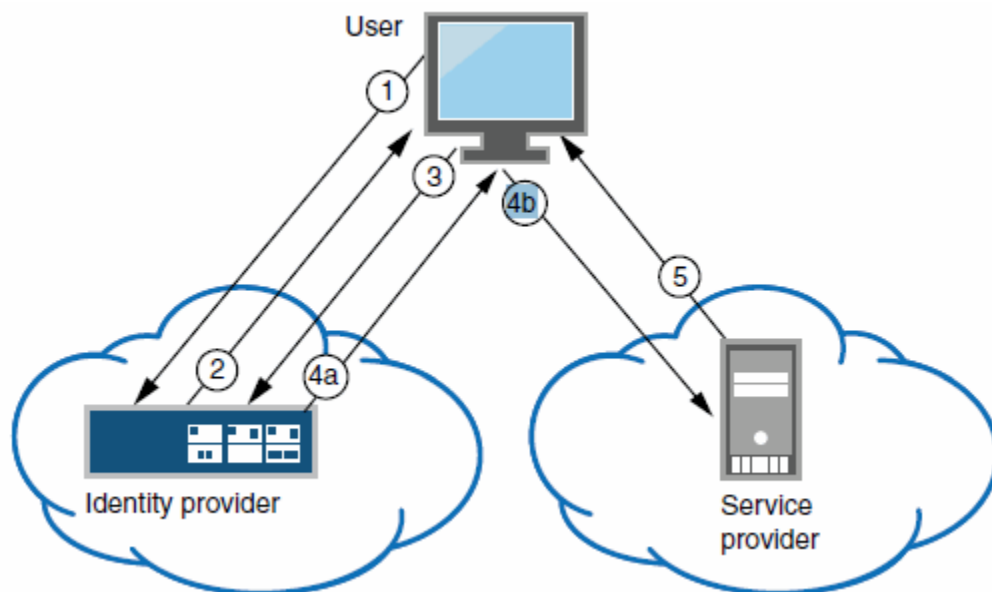 User
1
3
4b
5
2
4a
Identity provider
Service
provider